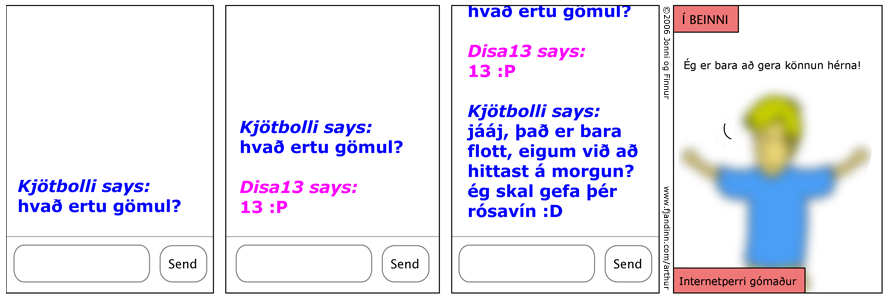 Kjötbolli says:
hvað ertu gömul?
Send
Kjötbolli says:
hvað ertu gömul?
Disa13 says:
13 :P
Send
hvað ertu gömul?
Disa13 says:
13 :P
Kjötbolli says:
jááj, það er bara
flott, eigum við að
hittast á morgun?
ég skal gefa þér
rósavín :D
Send
©2006 Jonni og Finnur
www.fjandinn.com/arthur
Í BEINNI
Ég er bara að gera könnun hérna!
Internetperri gómaður